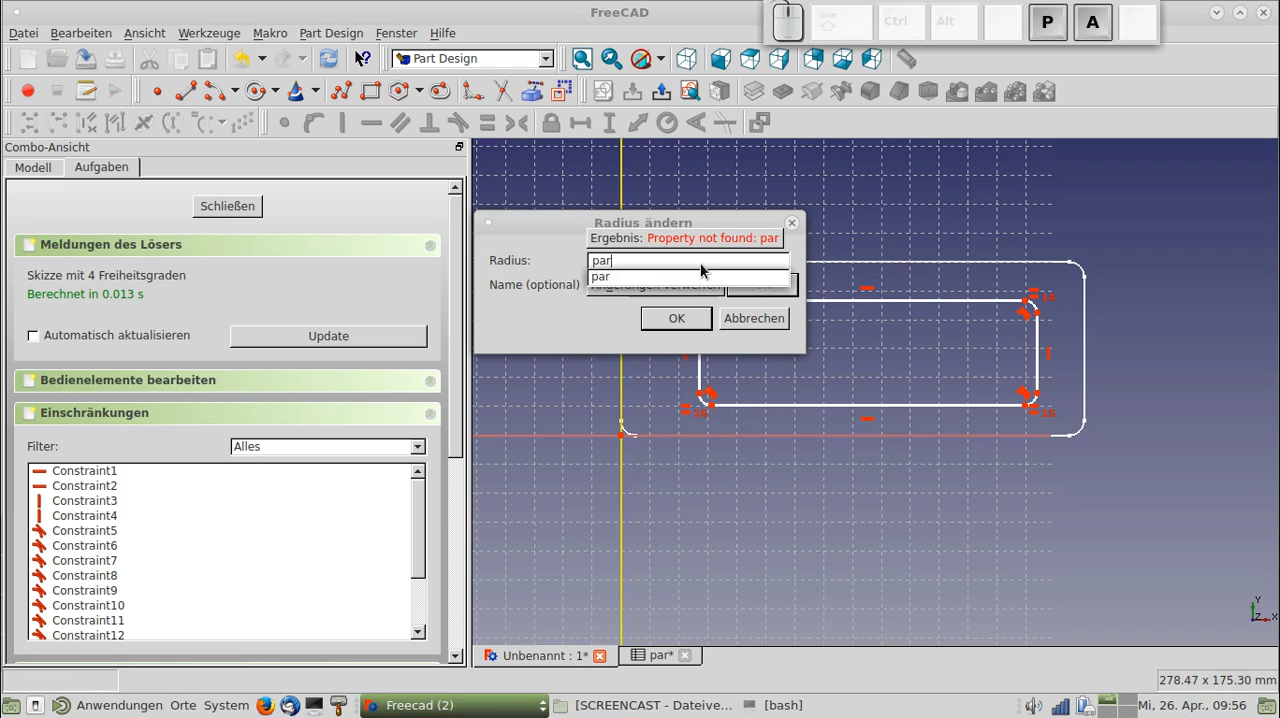 FreeCAD
Shift Ctrl Alt P A
Datei Bearbeiten Ansicht Werkzeuge Makro Part Design Fenster Hilfe
Part Design
Combo-Ansicht
Modell Aufgaben
Schließen
Meldungen des Lösers
Skizze mit 4 Freiheitsgraden
Berechnet in 0.013 s
Automatisch aktualisieren
Update
Bedienelemente bearbeiten
Einschränkungen
Filter: Alles
Constraint1
Constraint2
Constraint3
Constraint4
Constraint5
Constraint6
Constraint7
Constraint8
Constraint9
Constraint10
Constraint11
Constraint12
Radius ändern
Ergebnis: Property not found: par
Radius: par
par
Name (optional)
OK Abbrechen
14
16
15
Y
Z X
Unbenannt : 1* par*
278.47 x 175.30 mm
Anwendungen Orte System Freecad (2) [SCREENCAST - Dateive... [bash] Mi, 26. Apr., 09:56